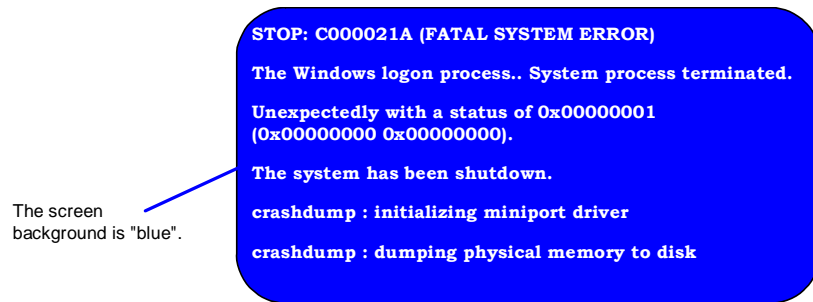 STOP: C000021A (FATAL SYSTEM ERROR)
The Windows logon process.. System process terminated.
Unexpectedly with a status of 0x00000001
(0x00000000 0x00000000).
The system has been shutdown.
crashdump : initializing miniport driver
crashdump : dumping physical memory to disk
The screen
background is "blue".